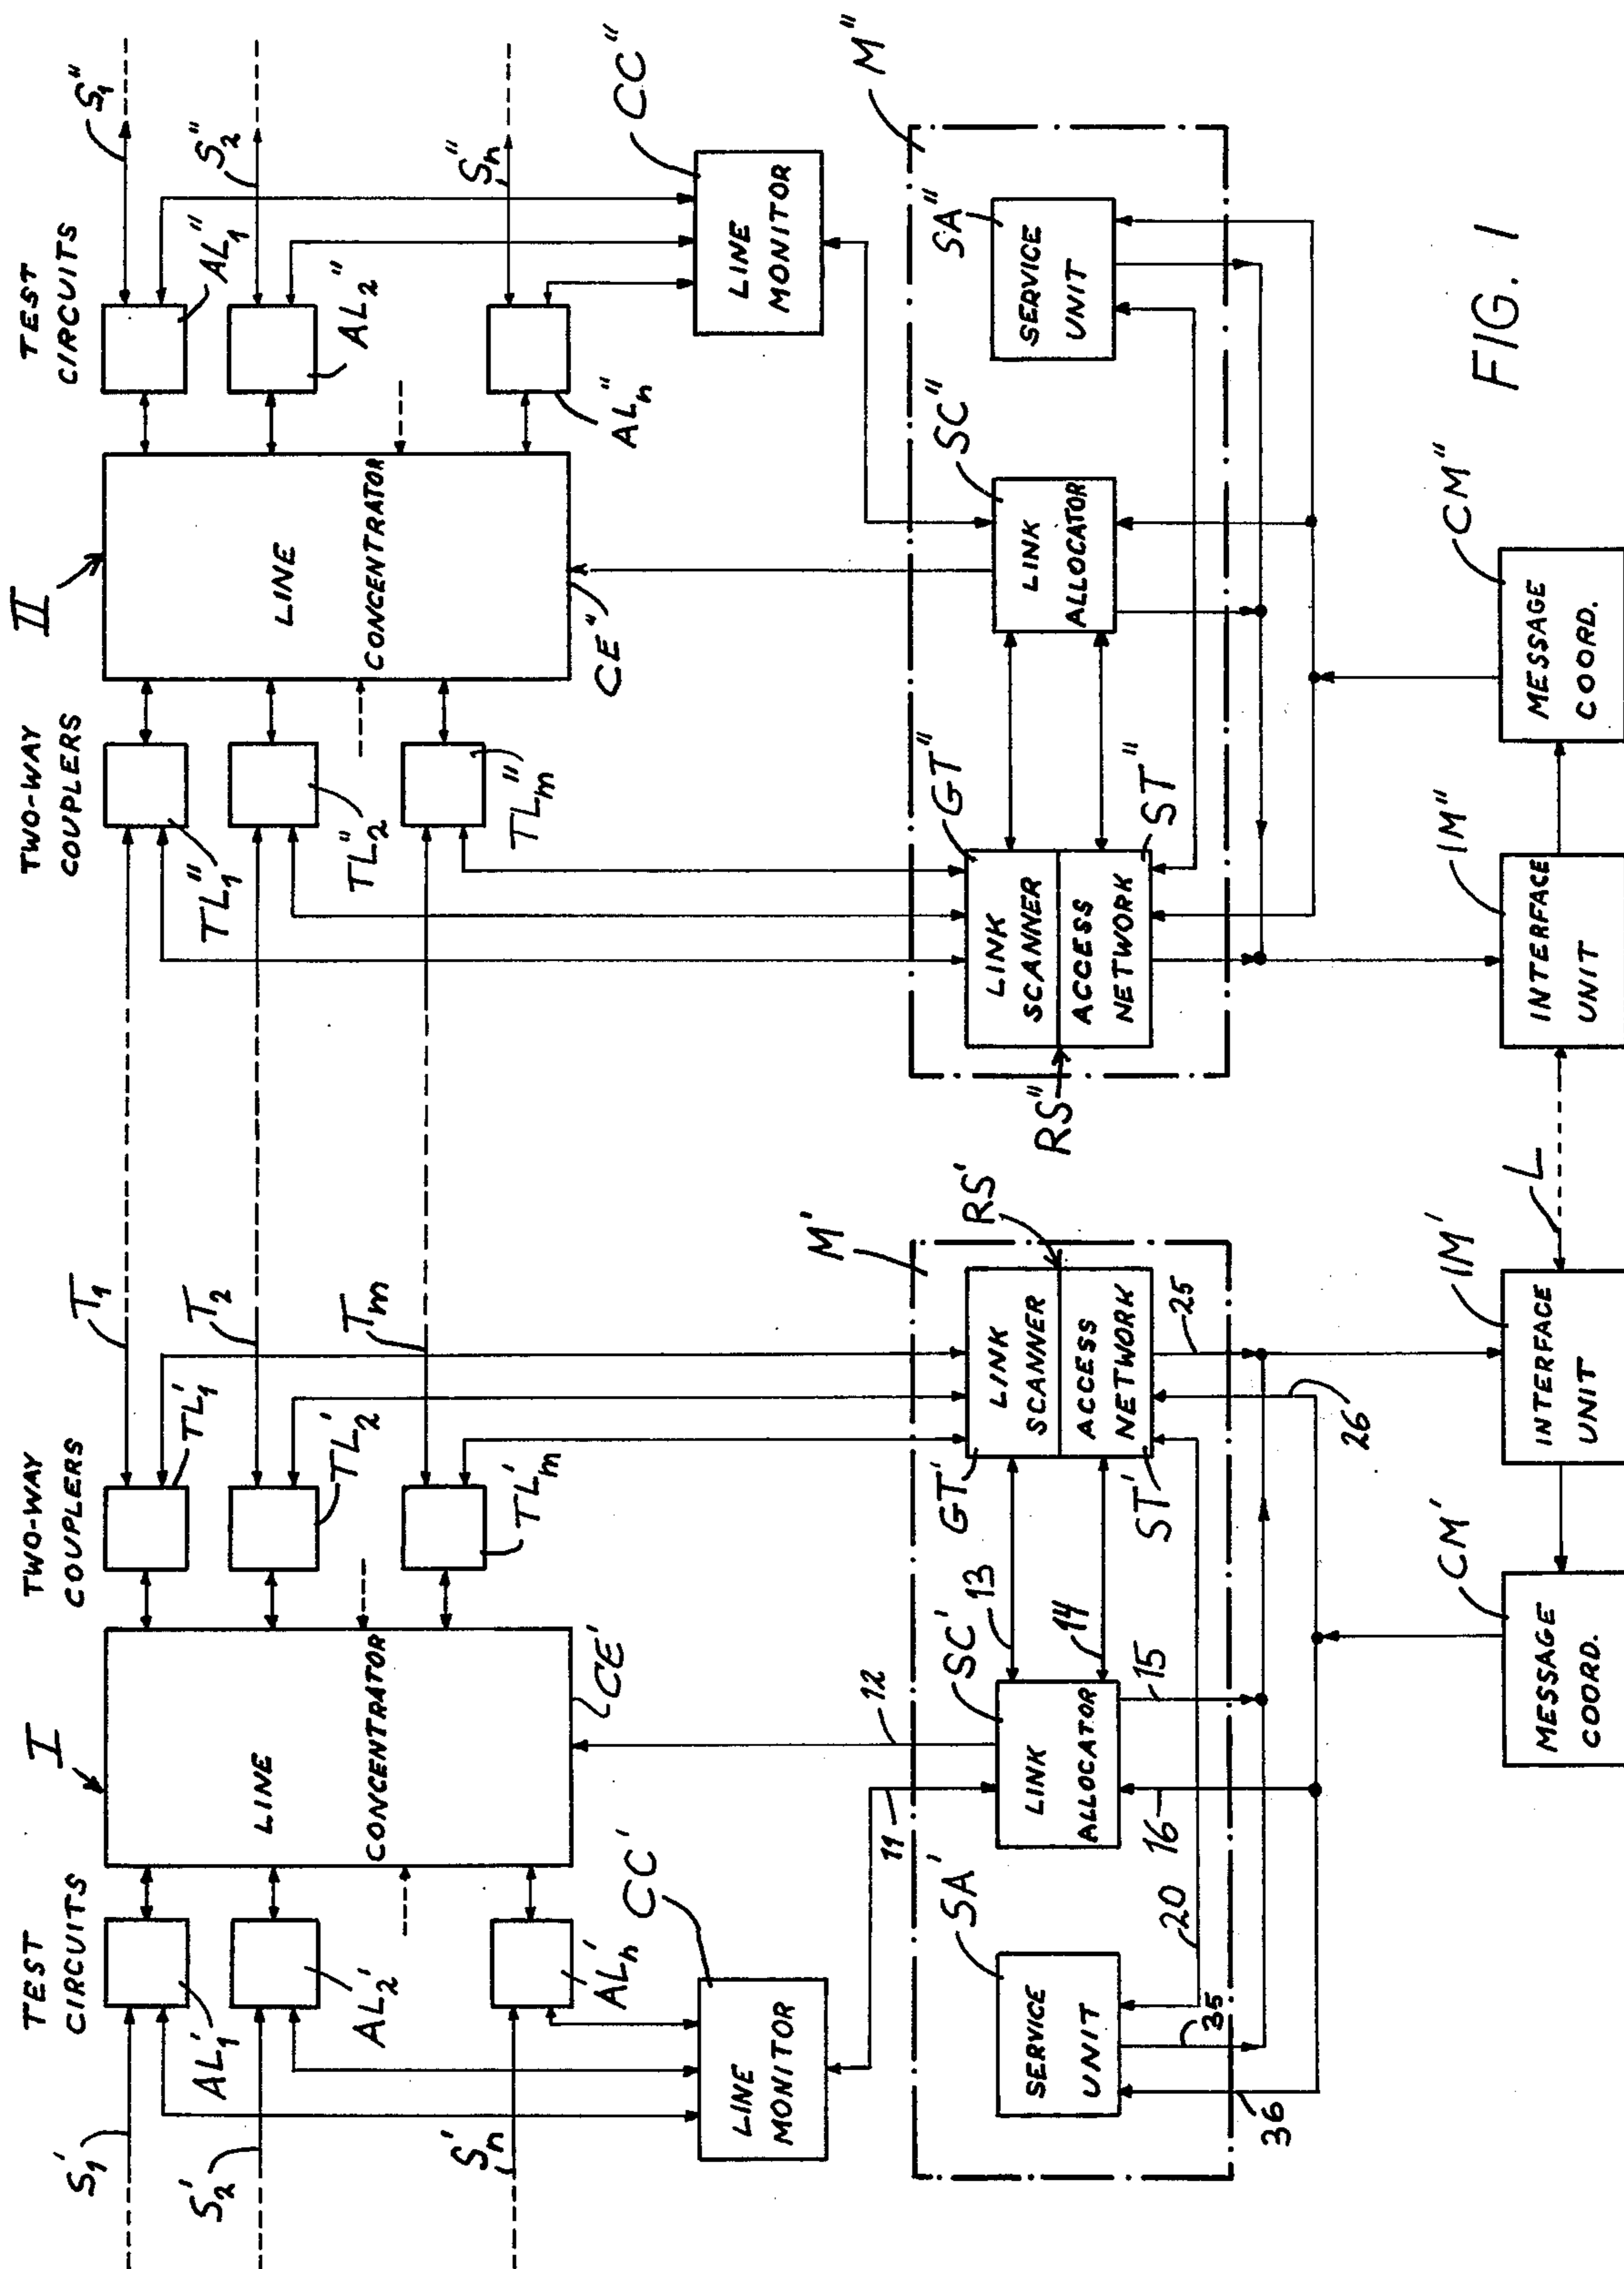 I
II
TEST
CIRCUITS
TWO-WAY
COUPLERS
TWO-WAY
COUPLERS
TEST
CIRCUITS
S₁'
S₂'
Sₙ'
AL₁'
AL₂'
ALₙ'
LINE
CONCENTRATOR
CE'
TL₁'
TL₂'
TLₘ'
T₁
T₂
Tₘ
TL₁"
TL₂"
TLₘ"
LINE
CONCENTRATOR
CE"
AL₁"
AL₂"
ALₙ"
S₁"
S₂"
Sₙ"
CC'
LINE
MONITOR
CC"
LINE
MONITOR
11
12
M'
SA'
SERVICE
UNIT
SC'
LINK
ALLOCATOR
13
14
GT'
LINK
SCANNER
ACCESS
NETWORK
RS'
ST'
15
16
20
25
26
35
36
M"
RS"
GT"
LINK
SCANNER
ACCESS
NETWORK
ST"
SC"
LINK
ALLOCATOR
SA"
SERVICE
UNIT
CM'
MESSAGE
COORD.
IM'
INTERFACE
UNIT
L
IM"
INTERFACE
UNIT
CM"
MESSAGE
COORD.
FIG. 1